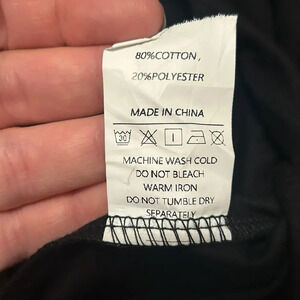 80%COTTON,
20%POLYESTER
MADE IN CHINA
30
MACHINE WASH COLD
DO NOT BLEACH
WARM IRON
DO NOT TUMBLE DRY
SEPARATELY